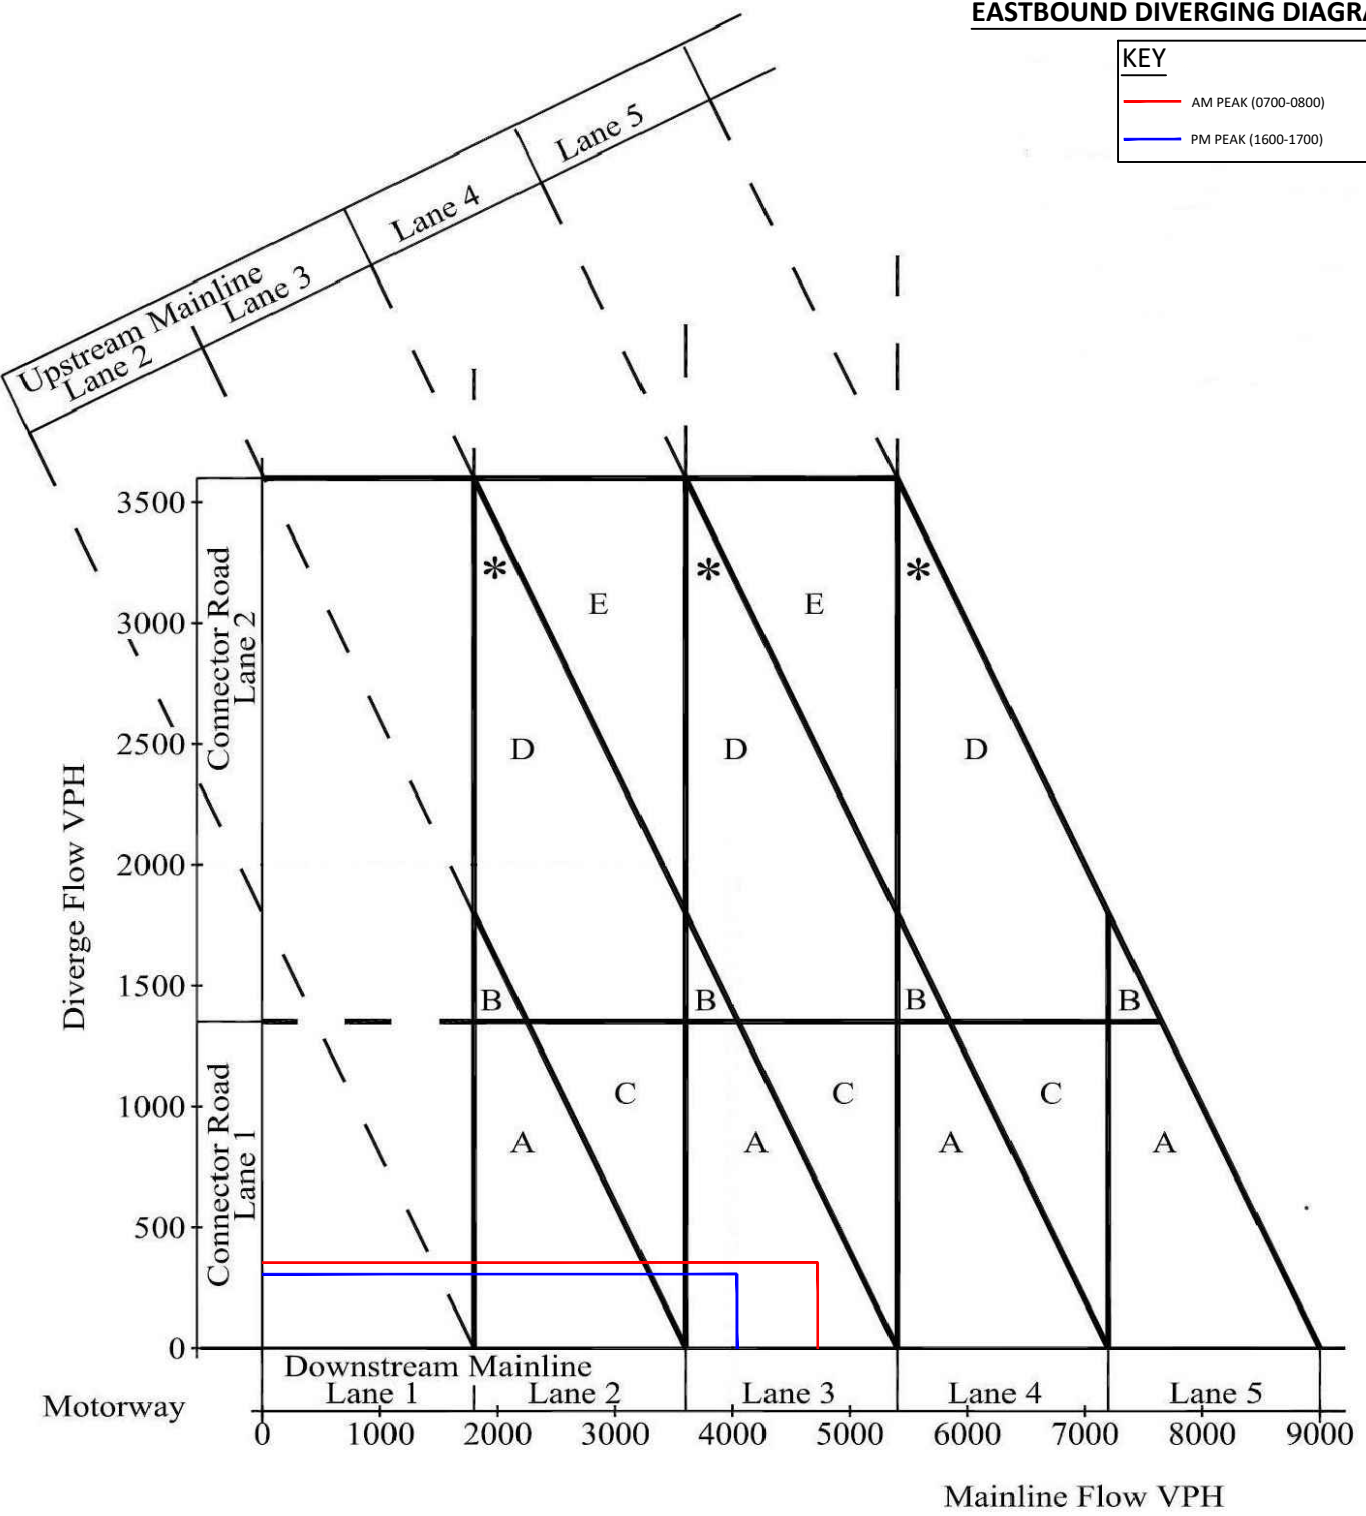 EASTBOUND DIVERGING DIAGRA
KEY
AM PEAK (0700-0800)
PM PEAK (1600-1700)
Upstream Mainline
Lane 2
Lane 3
Lane 4
Lane 5
3500
3000
2500
2000
1500
1000
500
0
Diverge Flow VPH
Connector Road
Lane 2
Connector Road
Lane 1
* * *
E E
D D D
B B B B
C C C
A A A A
Downstream Mainline
Motorway
Lane 1 Lane 2 Lane 3 Lane 4 Lane 5
0 1000 2000 3000 4000 5000 6000 7000 8000 9000
Mainline Flow VPH